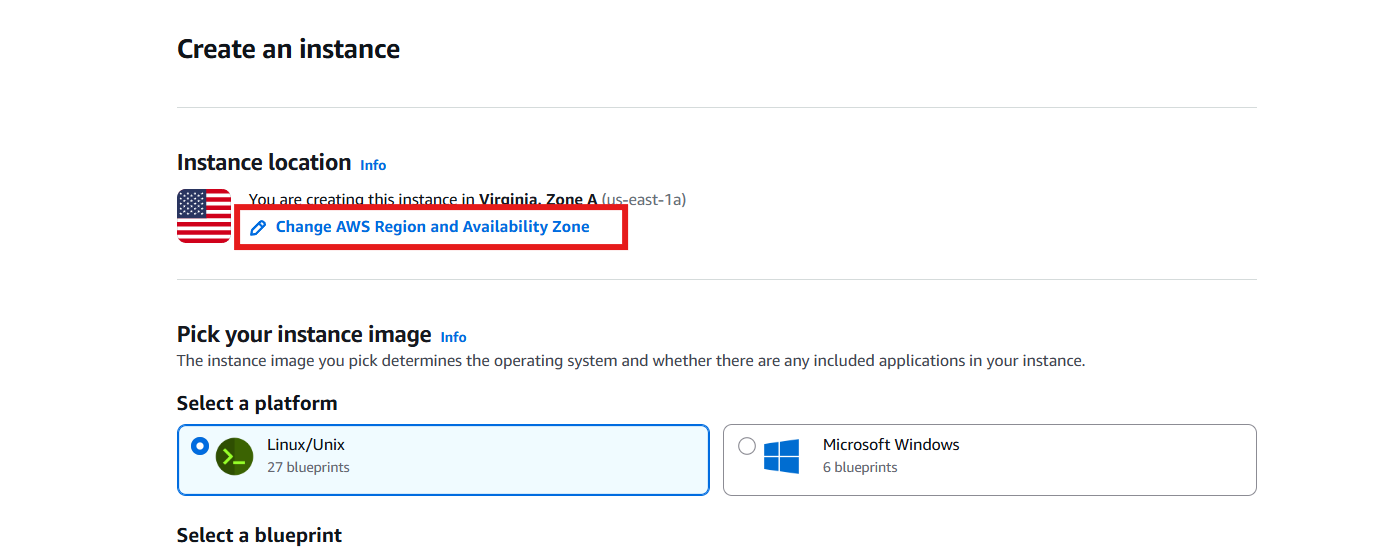 Create an instance
Instance location Info
You are creating this instance in Virginia, Zone A (us-east-1a)
Change AWS Region and Availability Zone
Pick your instance image Info
The instance image you pick determines the operating system and whether there are any included applications in your instance.
Select a platform
Linux/Unix
27 blueprints
Microsoft Windows
6 blueprints
Select a blueprint